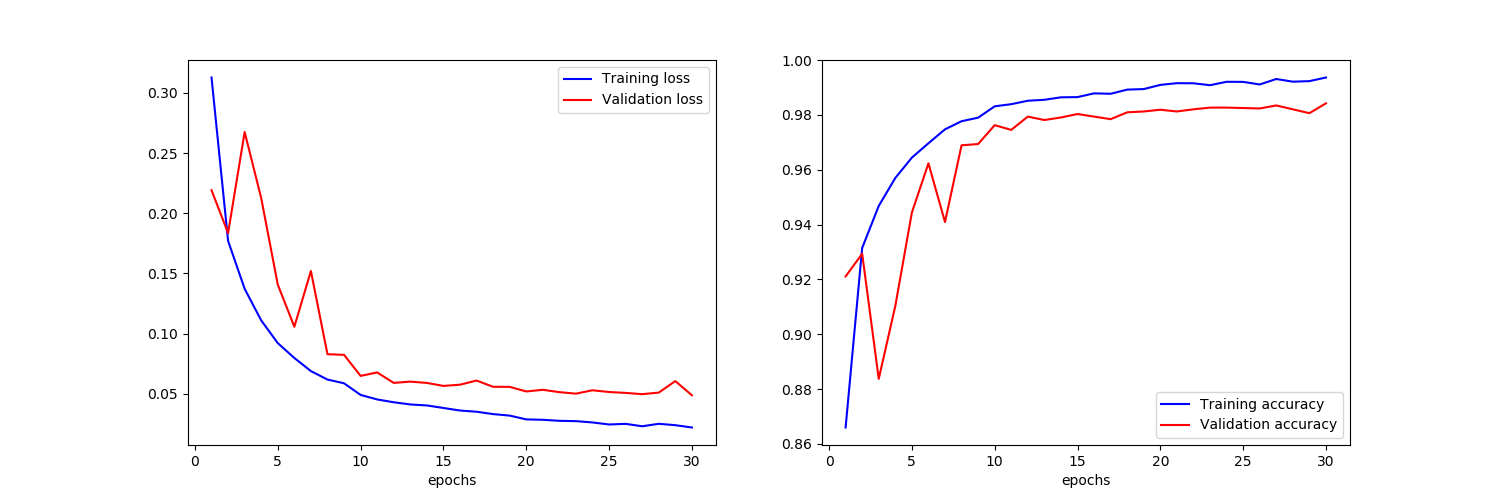 Training loss
Validation loss
0.30
0.25
0.20
0.15
0.10
0.05
0 5 10 15 20 25 30
epochs
1.00
0.98
0.96
0.94
0.92
0.90
0.88
0.86
Training accuracy
Validation accuracy
0 5 10 15 20 25 30
epochs